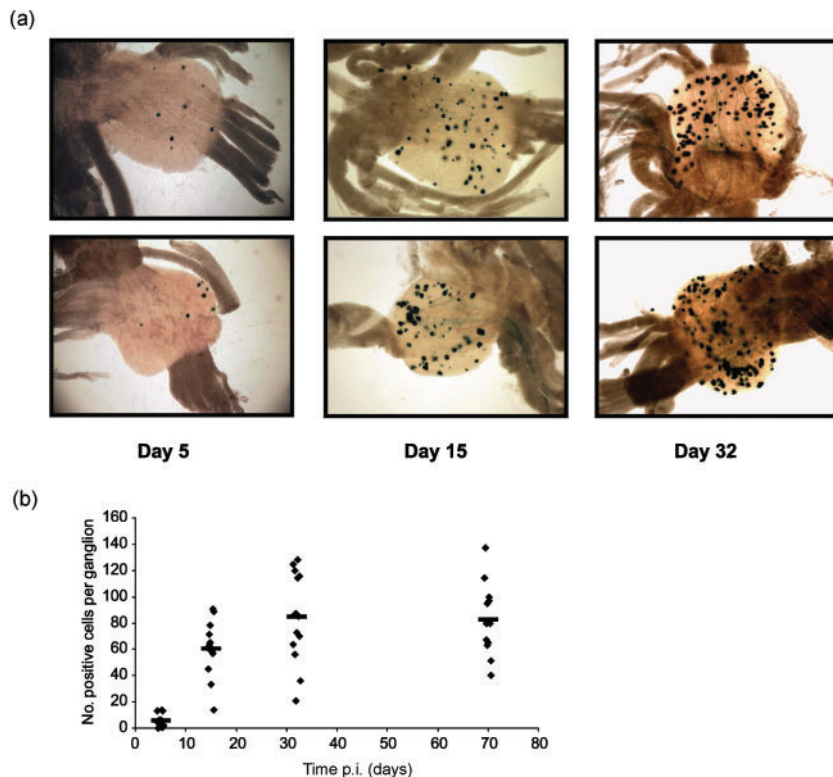 (a)
Day 5 Day 15 Day 32
(b)
No. positive cells per ganglion
160
140
120
100
80
60
40
20
0
0 10 20 30 40 50 60 70 80
Time p.i. (days)